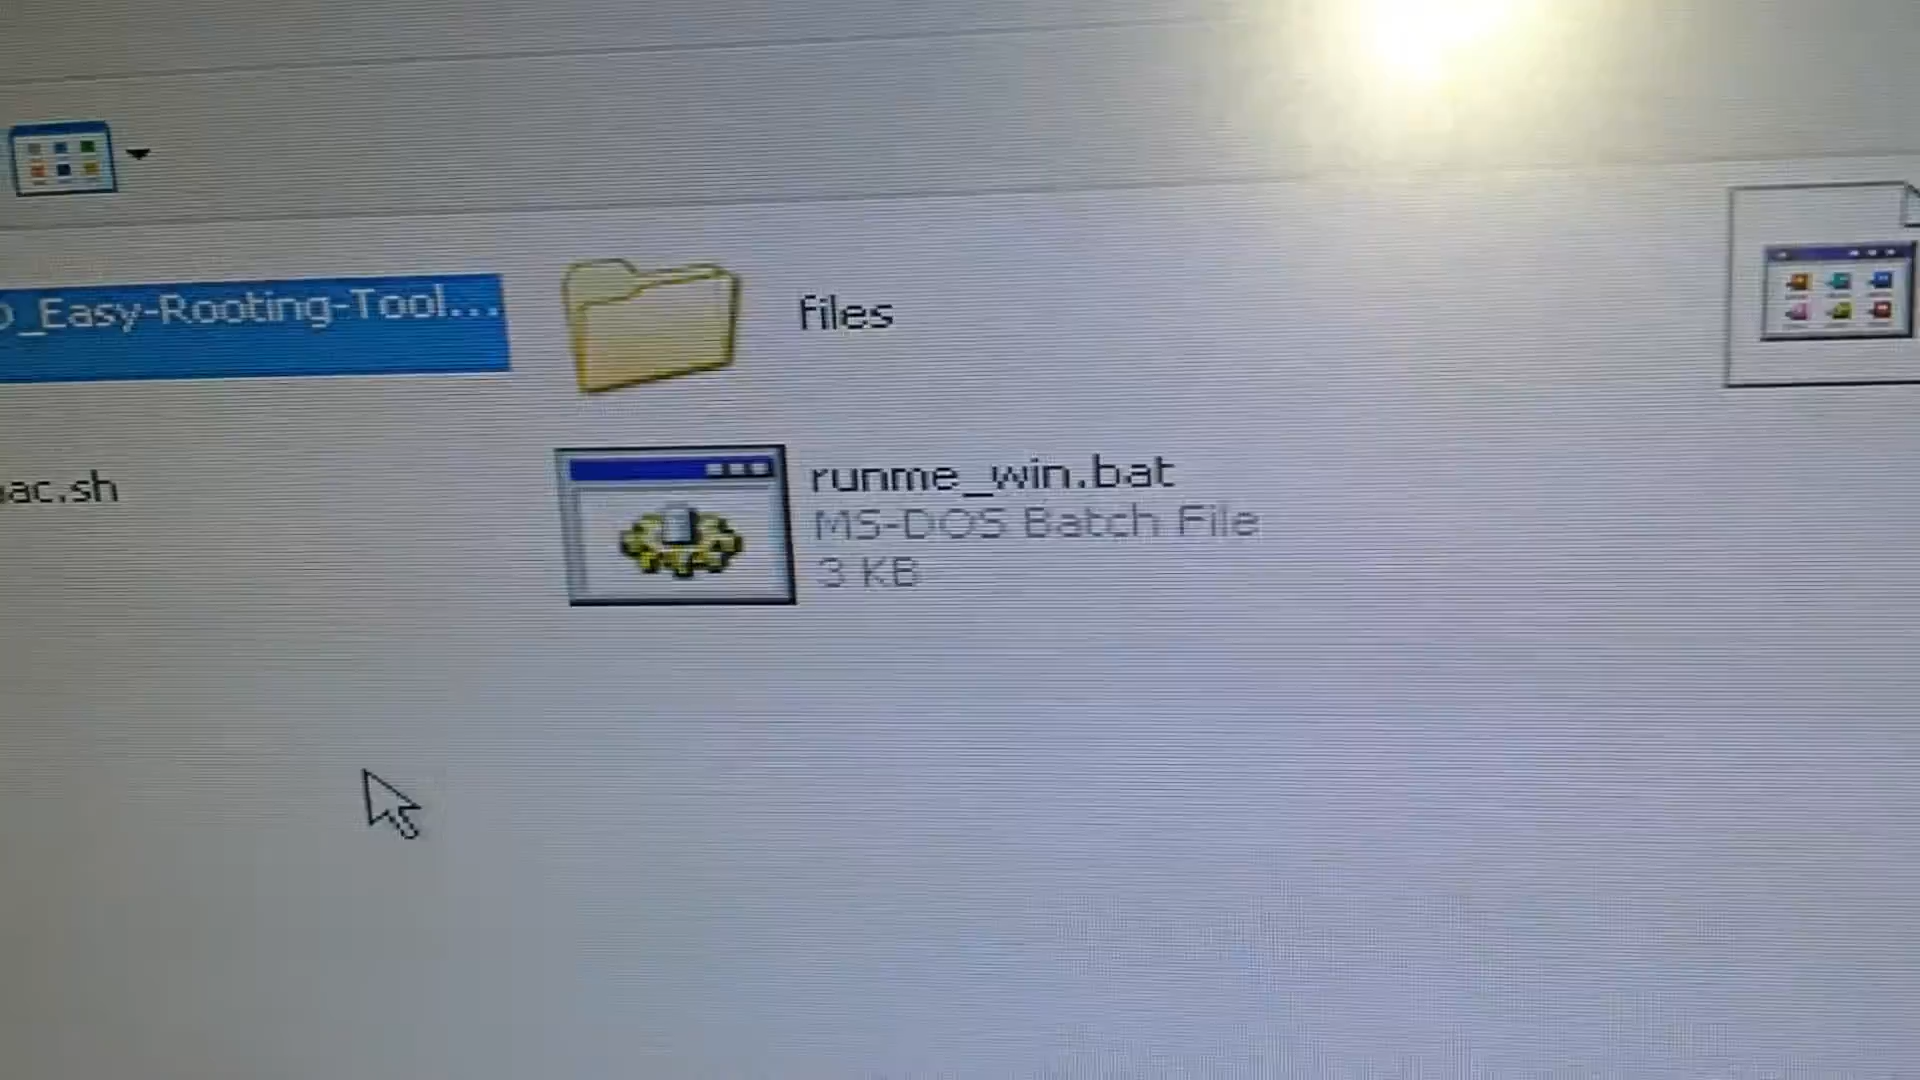 _Easy-Rooting-Tool...
files
ac.sh
runme_win.bat
MS-DOS Batch File
3 KB